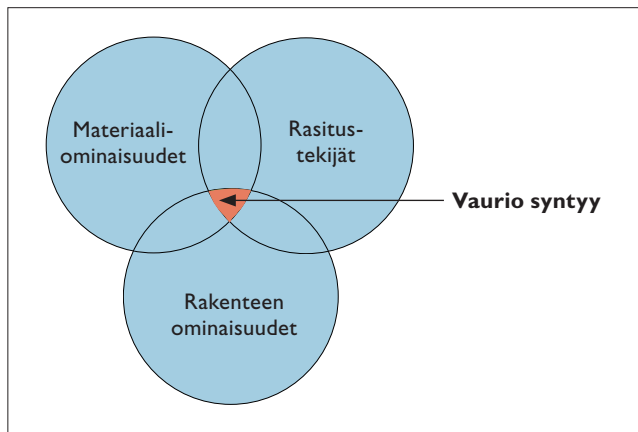 Materiaali-
ominaisuudet
Rasitus-
tekijät
Vaurio syntyy
Rakenteen
ominaisuudet